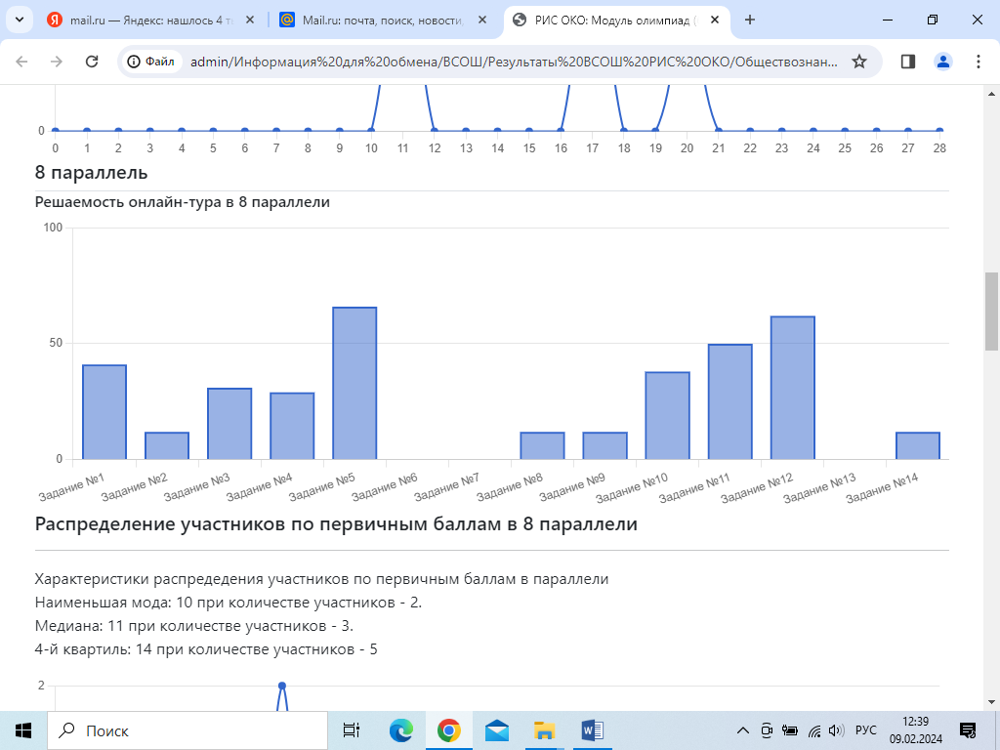 mail.ru — Яндекс: нашлось 4 т
Mail.ru: почта, поиск, новости,
РИС ОКО: Модуль олимпиад (
Файл
admin/Информация%20для%20обмена/ВСОШ/Результаты%20ВСОШ%20РИС%20ОКО/Обществознан...
0
0 1 2 3 4 5 6 7 8 9 10 11 12 13 14 15 16 17 18 19 20 21 22 23 24 25 26 27 28
8 параллель
Решаемость онлайн-тура в 8 параллели
100
50
0
Задание №1 Задание №2 Задание №3 Задание №4 Задание №5 Задание №6 Задание №7 Задание №8 Задание №9 Задание №10 Задание №11 Задание №12 Задание №13 Задание №14
Распределение участников по первичным баллам в 8 параллели
Характеристики распредедения участников по первичным баллам в параллели
Наименьшая мода: 10 при количестве участников - 2.
Медиана: 11 при количестве участников - 3.
4-й квартиль: 14 при количестве участников - 5
2
Поиск
РУС
12:39
09.02.2024